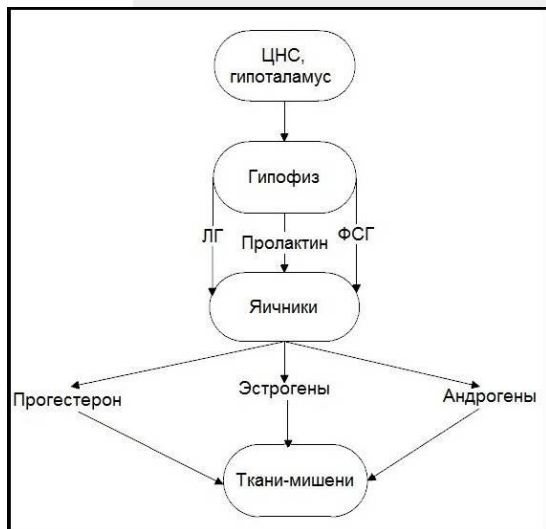 ЦНС,
гипоталамус
Гипофиз
ЛГ
Пролактин
ФСГ
Яичники
Прогестерон
Эстрогены
Андрогены
Ткани-мишени